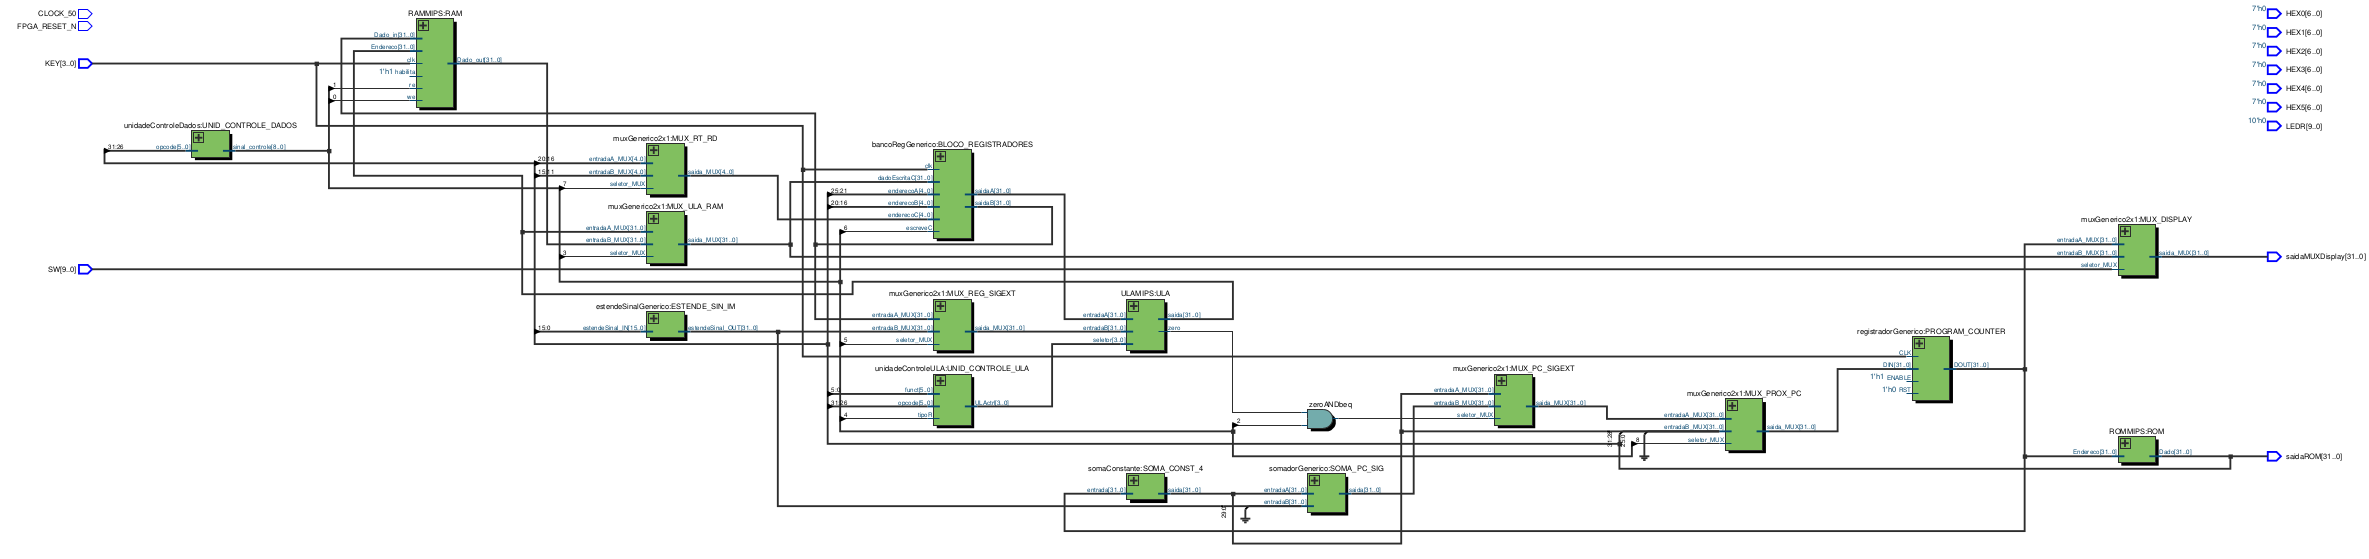 CLOCK_50
FPGA_RESET_N
KEY[3..0]
SW[9..0]
RAMMIPS:RAM
Dado_in[31..0]
Endereco[31..0]
clk
1'h1 habilita
1 re
0 we
Dado_out[31..0]
unidadeControleDados:UNID_CONTROLE_DADOS
31:26 opcode[5..0]
sinal_controle[8..0]
muxGenerico2x1:MUX_RT_RD
20:16 entradaA_MUX[4..0]
15:11 entradaB_MUX[4..0]
7 seletor_MUX
saida_MUX[4..0]
muxGenerico2x1:MUX_ULA_RAM
entradaA_MUX[31..0]
entradaB_MUX[31..0]
3 seletor_MUX
saida_MUX[31..0]
estendeSinalGenerico:ESTENDE_SIN_IM
15:0 estendeSinal_IN[15..0]
estendeSinal_OUT[31..0]
bancoRegGenerico:BLOCO_REGISTRADORES
clk
dadoEscritaC[31..0]
25:21 enderecoA[4..0]
20:16 enderecoB[4..0]
enderecoC[4..0]
6 escreveC
saidaA[31..0]
saidaB[31..0]
muxGenerico2x1:MUX_REG_SIGEXT
entradaA_MUX[31..0]
entradaB_MUX[31..0]
5 seletor_MUX
saida_MUX[31..0]
unidadeControleULA:UNID_CONTROLE_ULA
5:0 funct[5..0]
31:26 opcode[5..0]
4 tipoR
ULActrl[3..0]
ULAMIPS:ULA
entradaA[31..0]
entradaB[31..0]
seletor[3..0]
saida[31..0]
zero
zeroANDbeq
2
somaConstante:SOMA_CONST_4
entrada[31..0]
saida[31..0]
somadorGenerico:SOMA_PC_SIG
entradaA[31..0]
entradaB[31..0]
saida[31..0]
29:0
muxGenerico2x1:MUX_PC_SIGEXT
entradaA_MUX[31..0]
entradaB_MUX[31..0]
seletor_MUX
saida_MUX[31..0]
muxGenerico2x1:MUX_PROX_PC
entradaA_MUX[31..0]
entradaB_MUX[31..0]
8 seletor_MUX
saida_MUX[31..0]
31:28
25:0
registradorGenerico:PROGRAM_COUNTER
CLK
DIN[31..0]
1'h1 ENABLE
1'h0 RST
DOUT[31..0]
muxGenerico2x1:MUX_DISPLAY
entradaA_MUX[31..0]
entradaB_MUX[31..0]
seletor_MUX
saida_MUX[31..0]
ROMMIPS:ROM
Endereco[31..0]
Dado[31..0]
7'h0 HEX0[6..0]
7'h0 HEX1[6..0]
7'h0 HEX2[6..0]
7'h0 HEX3[6..0]
7'h0 HEX4[6..0]
7'h0 HEX5[6..0]
10'h0 LEDR[9..0]
saidaMUXDisplay[31..0]
saidaROM[31..0]